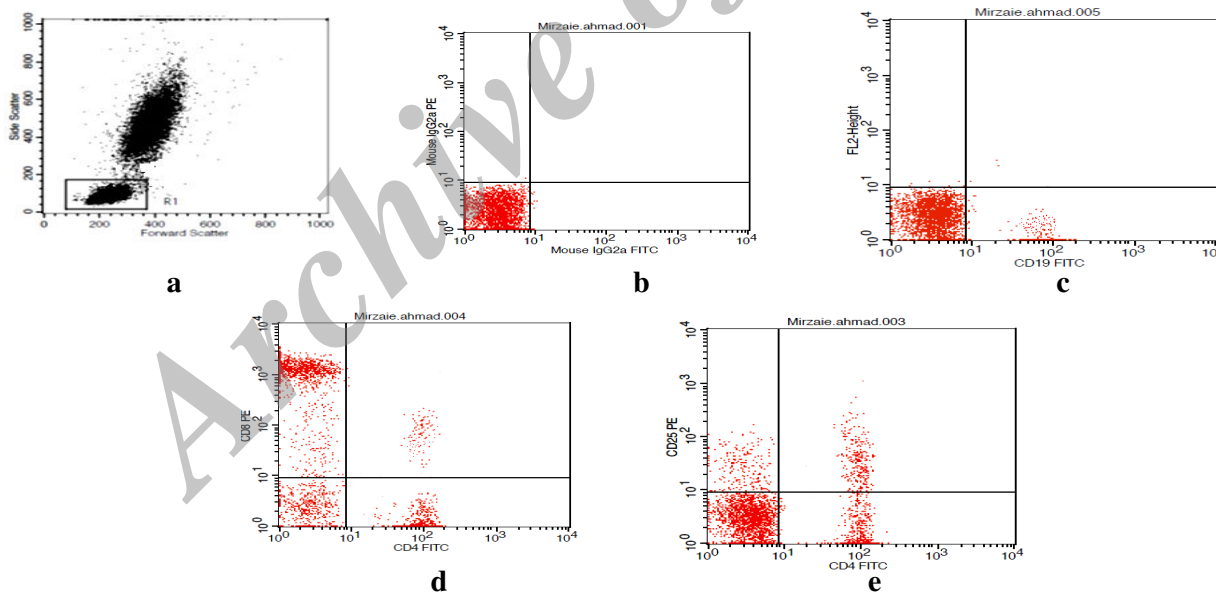 1000
800
600
400
200
0
Side Scatter
R1
0 200 400 600 800 1000
Forward Scatter
a
Mirzaie.ahmad.001
10^4
10^3
10^2
10^1
10^0
Mouse IgG2a PE
10^0 10^1 10^2 10^3 10^4
Mouse IgG2a FITC
b
Mirzaie.ahmad.005
10^4
10^3
10^2
10^1
10^0
FL2-Height
10^0 10^1 10^2 10^3
CD19 FITC
c
Mirzaie.ahmad.004
10^4
10^3
10^2
10^1
10^0
CD8 PE
10^0 10^1 10^2 10^3 10^4
CD4 FITC
d
Mirzaie.ahmad.003
10^4
10^3
10^2
10^1
10^0
CD25 PE
10^0 10^1 10^2 10^3 10^4
CD4 FITC
e
Archive